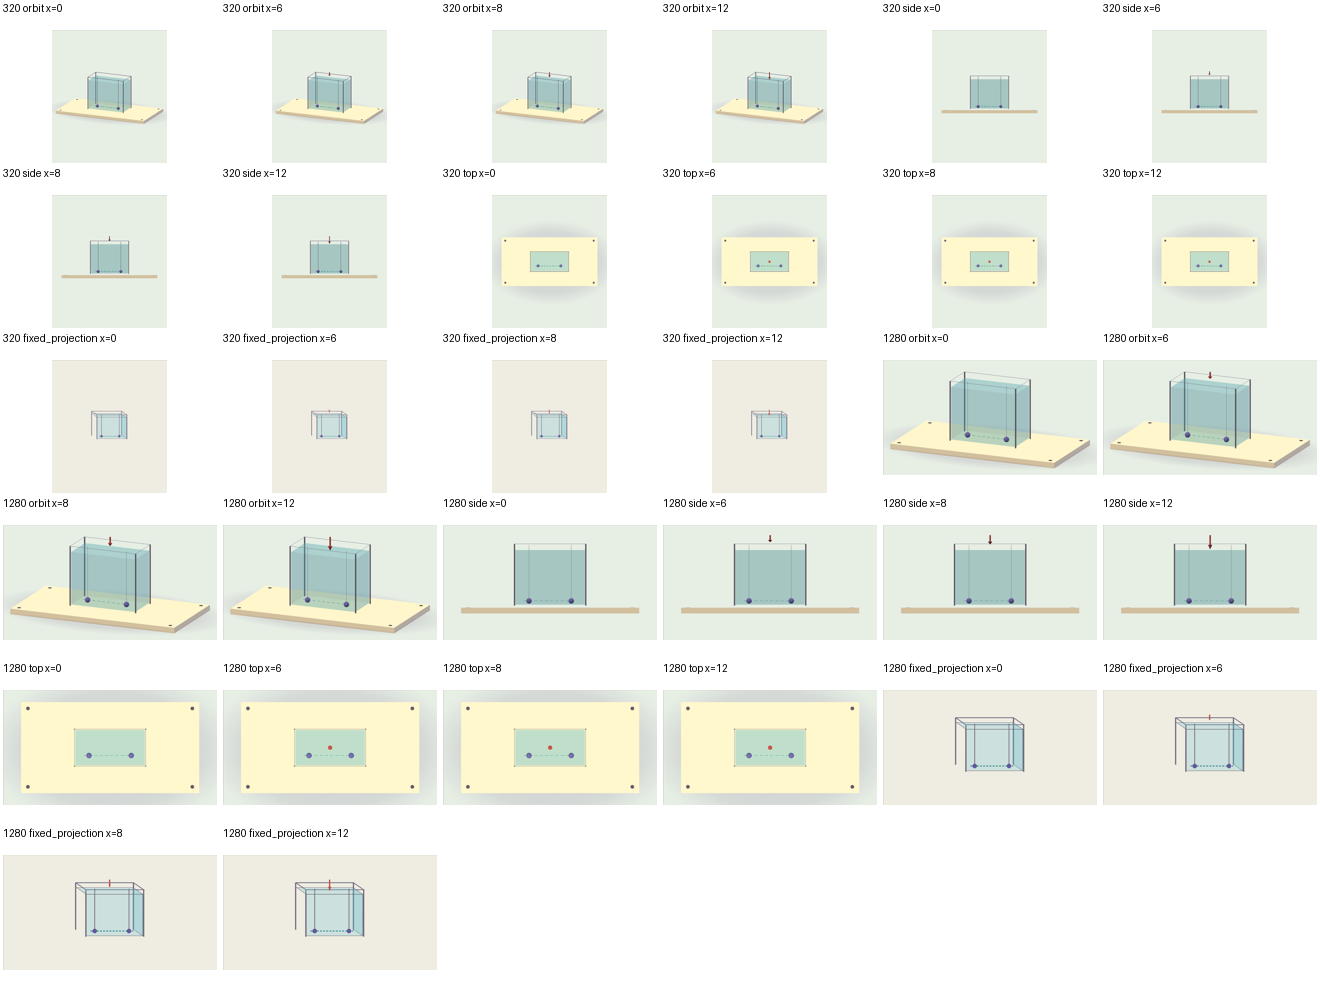 320 orbit x=0
320 orbit x=6
320 orbit x=8
320 orbit x=12
320 side x=0
320 side x=6
320 side x=8
320 side x=12
320 top x=0
320 top x=6
320 top x=8
320 top x=12
320 fixed_projection x=0
320 fixed_projection x=6
320 fixed_projection x=8
320 fixed_projection x=12
1280 orbit x=0
1280 orbit x=6
1280 orbit x=8
1280 orbit x=12
1280 side x=0
1280 side x=6
1280 side x=8
1280 side x=12
1280 top x=0
1280 top x=6
1280 top x=8
1280 top x=12
1280 fixed_projection x=0
1280 fixed_projection x=6
1280 fixed_projection x=8
1280 fixed_projection x=12